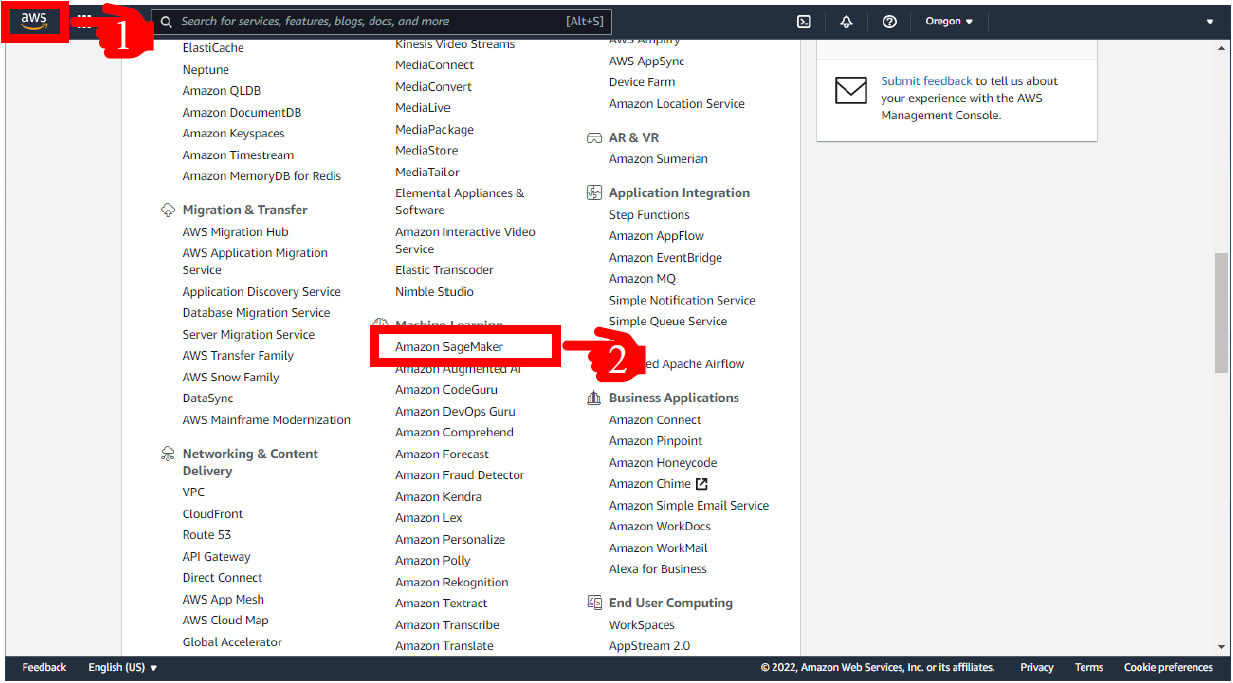 aws
1
Search for services, features, blogs, docs, and more
[Alt+S]
Oregon
ElastiCache
Neptune
Amazon QLDB
Amazon DocumentDB
Amazon Keyspaces
Amazon Timestream
Amazon MemoryDB for Redis
Migration & Transfer
AWS Migration Hub
AWS Application Migration
Service
Application Discovery Service
Database Migration Service
Server Migration Service
AWS Transfer Family
AWS Snow Family
DataSync
AWS Mainframe Modernization
Networking & Content
Delivery
VPC
CloudFront
Route 53
API Gateway
Direct Connect
AWS App Mesh
AWS Cloud Map
Global Accelerator
Kinesis Video Streams
MediaConnect
MediaConvert
MediaLive
MediaPackage
MediaStore
MediaTailor
Elemental Appliances &
Software
Amazon Interactive Video
Service
Elastic Transcoder
Nimble Studio
Machine Learning
Amazon SageMaker
2
Amazon Augmented AI
Amazon CodeGuru
Amazon DevOps Guru
Amazon Comprehend
Amazon Forecast
Amazon Fraud Detector
Amazon Kendra
Amazon Lex
Amazon Personalize
Amazon Polly
Amazon Rekognition
Amazon Textract
Amazon Transcribe
Amazon Translate
AWS Amplify
AWS AppSync
Device Farm
Amazon Location Service
AR & VR
Amazon Sumerian
Application Integration
Step Functions
Amazon AppFlow
Amazon EventBridge
Amazon MQ
Simple Notification Service
Simple Queue Service
Apache Airflow
Business Applications
Amazon Connect
Amazon Pinpoint
Amazon Honeycode
Amazon Chime
Amazon Simple Email Service
Amazon WorkDocs
Amazon WorkMail
Alexa for Business
End User Computing
WorkSpaces
AppStream 2.0
Submit feedback to tell us about
your experience with the AWS
Management Console.
Feedback
English (US)
© 2022, Amazon Web Services, Inc. or its affiliates.
Privacy
Terms
Cookie preferences